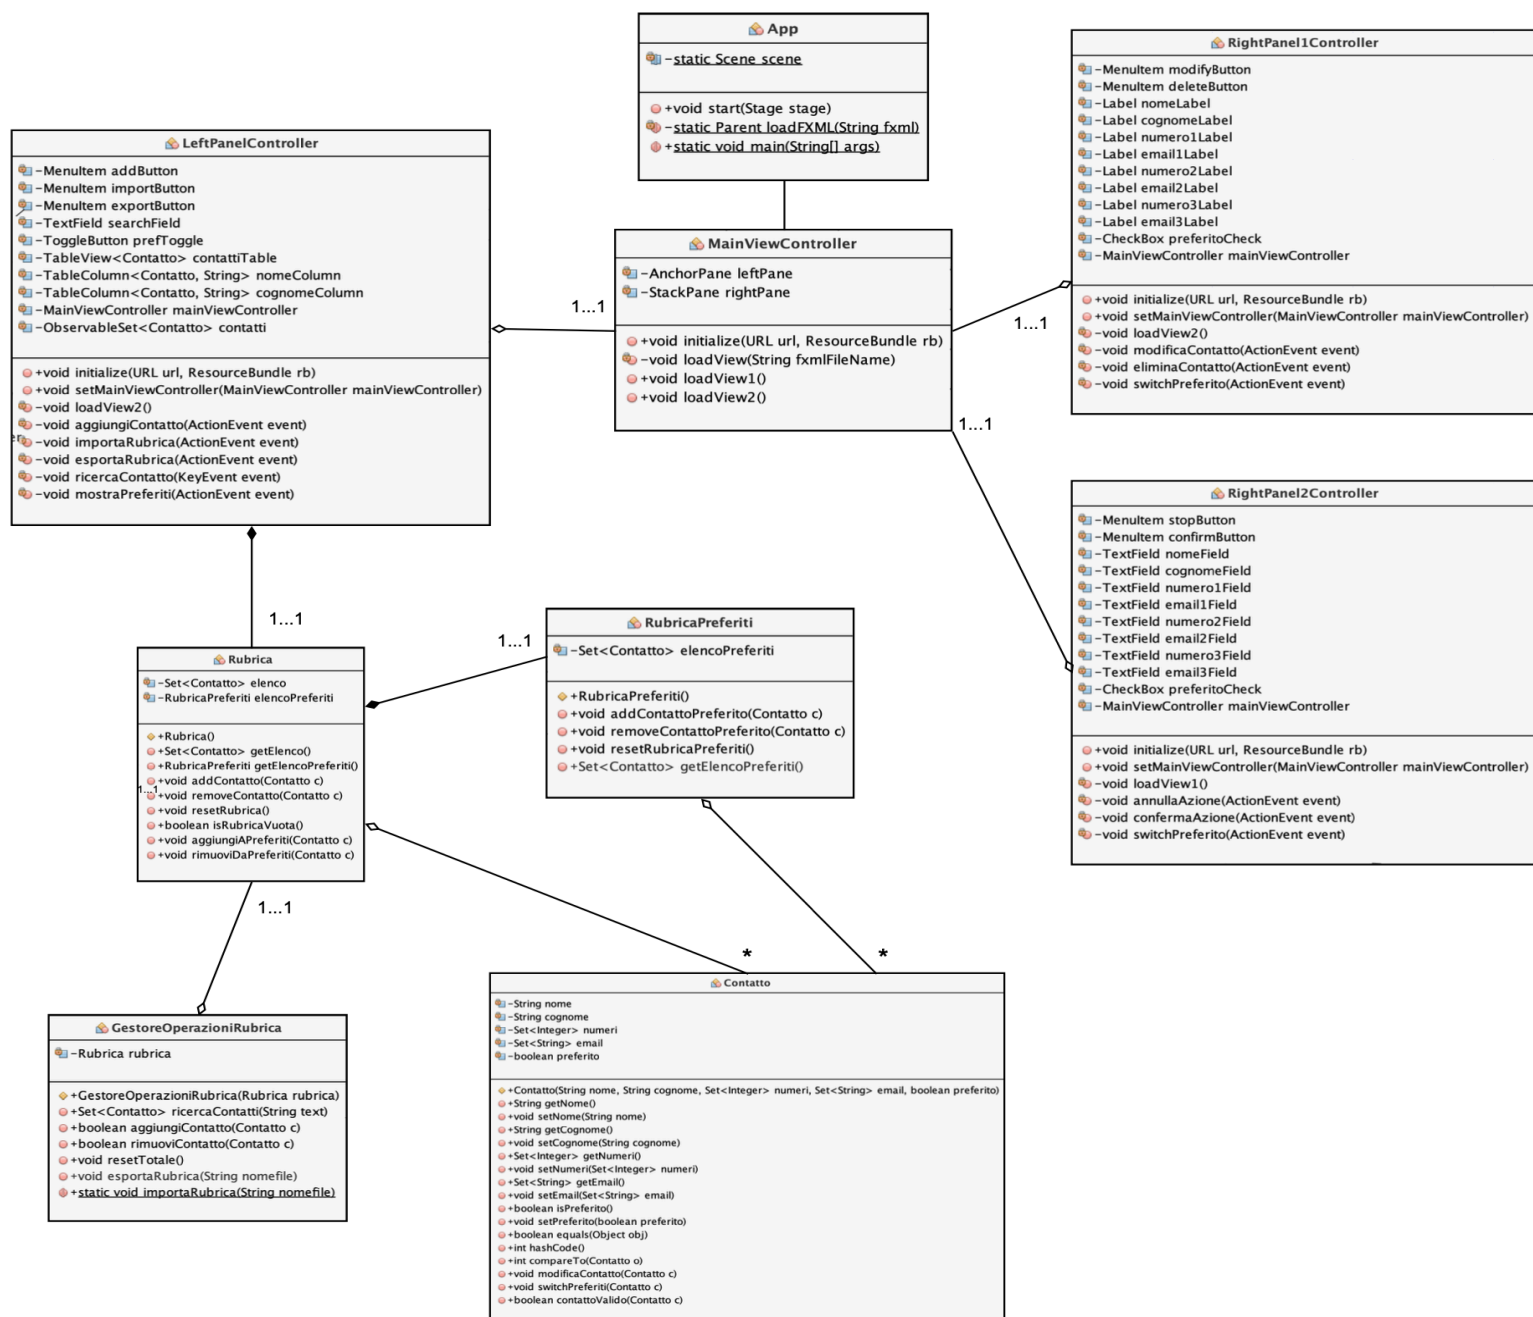 App
-static Scene scene
+void start(Stage stage)
-static Parent loadFXML(String fxml)
+static void main(String[] args)
LeftPanelController
-MenuItem addButton
-MenuItem importButton
-MenuItem exportButton
-TextField searchField
-ToggleButton prefToggle
-TableView<Contatto> contattiTable
-TableColumn<Contatto, String> nomeColumn
-TableColumn<Contatto, String> cognomeColumn
-MainViewController mainViewController
-ObservableSet<Contatto> contatti
+void initialize(URL url, ResourceBundle rb)
+void setMainViewController(MainViewController mainViewController)
-void loadView2()
-void aggiungiContatto(ActionEvent event)
-void importaRubrica(ActionEvent event)
-void esportaRubrica(ActionEvent event)
-void ricercaContatto(KeyEvent event)
-void mostraPreferiti(ActionEvent event)
1...1
MainViewController
-AnchorPane leftPane
-StackPane rightPane
+void initialize(URL url, ResourceBundle rb)
-void loadView(String fxmlFileName)
+void loadView1()
+void loadView2()
1...1
1...1
RightPanel1Controller
-MenuItem modifyButton
-MenuItem deleteButton
-Label nomeLabel
-Label cognomeLabel
-Label numero1Label
-Label email1Label
-Label numero2Label
-Label email2Label
-Label numero3Label
-Label email3Label
-CheckBox preferitoCheck
-MainViewController mainViewController
+void initialize(URL url, ResourceBundle rb)
+void setMainViewController(MainViewController mainViewController)
-void loadView2()
-void modificaContatto(ActionEvent event)
-void eliminaContatto(ActionEvent event)
-void switchPreferito(ActionEvent event)
RightPanel2Controller
-MenuItem stopButton
-MenuItem confirmButton
-TextField nomeField
-TextField cognomeField
-TextField numero1Field
-TextField email1Field
-TextField numero2Field
-TextField email2Field
-TextField numero3Field
-TextField email3Field
-CheckBox preferitoCheck
-MainViewController mainViewController
+void initialize(URL url, ResourceBundle rb)
+void setMainViewController(MainViewController mainViewController)
-void loadView1()
-void annullaAzione(ActionEvent event)
-void confermaAzione(ActionEvent event)
-void switchPreferito(ActionEvent event)
1...1
Rubrica
-Set<Contatto> elenco
-RubricaPreferiti elencoPreferiti
+Rubrica()
+Set<Contatto> getElenco()
+RubricaPreferiti getElencoPreferiti()
+void addContatto(Contatto c)
1...1
+void removeContatto(Contatto c)
+void resetRubrica()
+boolean isRubricaVuota()
+void aggiungiAPreferiti(Contatto c)
+void rimuoviDaPreferiti(Contatto c)
1...1
RubricaPreferiti
-Set<Contatto> elencoPreferiti
+RubricaPreferiti()
+void addContattoPreferito(Contatto c)
+void removeContattoPreferito(Contatto c)
+void resetRubricaPreferiti()
+Set<Contatto> getElencoPreferiti()
1...1
*
*
GestoreOperazioniRubrica
-Rubrica rubrica
+GestoreOperazioniRubrica(Rubrica rubrica)
+Set<Contatto> ricercaContatti(String text)
+boolean aggiungiContatto(Contatto c)
+boolean rimuoviContatto(Contatto c)
+void resetTotale()
+void esportaRubrica(String nomefile)
+static void importaRubrica(String nomefile)
Contatto
-String nome
-String cognome
-Set<Integer> numeri
-Set<String> email
-boolean preferito
+Contatto(String nome, String cognome, Set<Integer> numeri, Set<String> email, boolean preferito)
+String getNome()
+void setNome(String nome)
+String getCognome()
+void setCognome(String cognome)
+Set<Integer> getNumeri()
+void setNumeri(Set<Integer> numeri)
+Set<String> getEmail()
+void setEmail(Set<String> email)
+boolean isPreferito()
+void setPreferito(boolean preferito)
+boolean equals(Object obj)
+int hashCode()
+int compareTo(Contatto o)
+void modificaContatto(Contatto c)
+void switchPreferiti(Contatto c)
+boolean contattoValido(Contatto c)